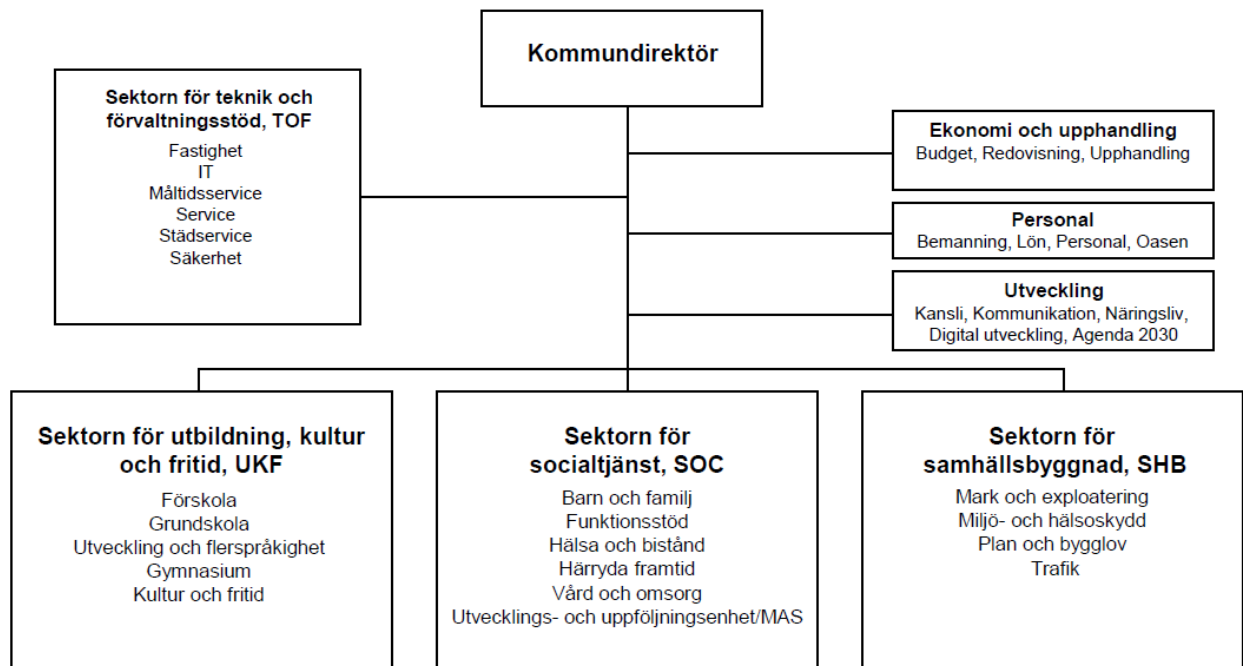 Kommundirektör
Sektorn för teknik och
förvaltningsstöd, TOF
Fastighet
IT
Måltidsservice
Service
Städservice
Säkerhet
Ekonomi och upphandling
Budget, Redovisning, Upphandling
Personal
Bemanning, Lön, Personal, Oasen
Utveckling
Kansli, Kommunikation, Näringsliv,
Digital utveckling, Agenda 2030
Sektorn för utbildning, kultur
och fritid, UKF
Förskola
Grundskola
Utveckling och flerspråkighet
Gymnasium
Kultur och fritid
Sektorn för
socialtjänst, SOC
Barn och familj
Funktionsstöd
Hälsa och bistånd
Härryda framtid
Vård och omsorg
Utvecklings- och uppföljningsenhet/MAS
Sektorn för
samhällsbyggnad, SHB
Mark och exploatering
Miljö- och hälsoskydd
Plan och bygglov
Trafik